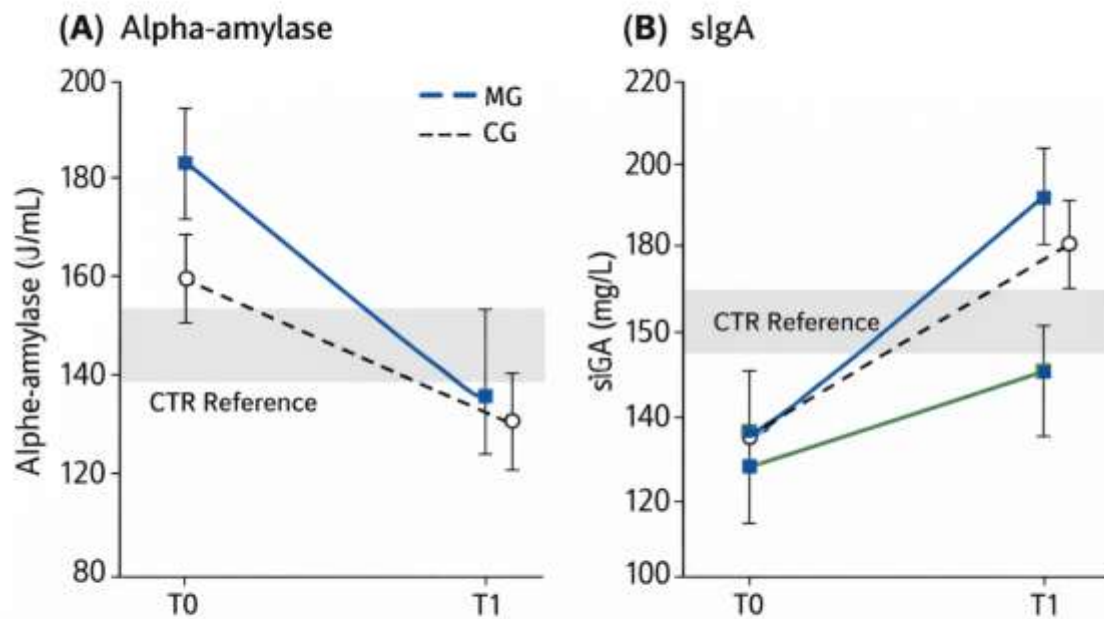 (A) Alpha-amylase
200
180
160
140
120
80
Alphe-anmylase (J/mL)
MG
CG
CTR Reference
T0
T1
(B) sIgA
220
200
180
150
140
120
100
siGA (mg/L)
CTR Reference
T0
T1